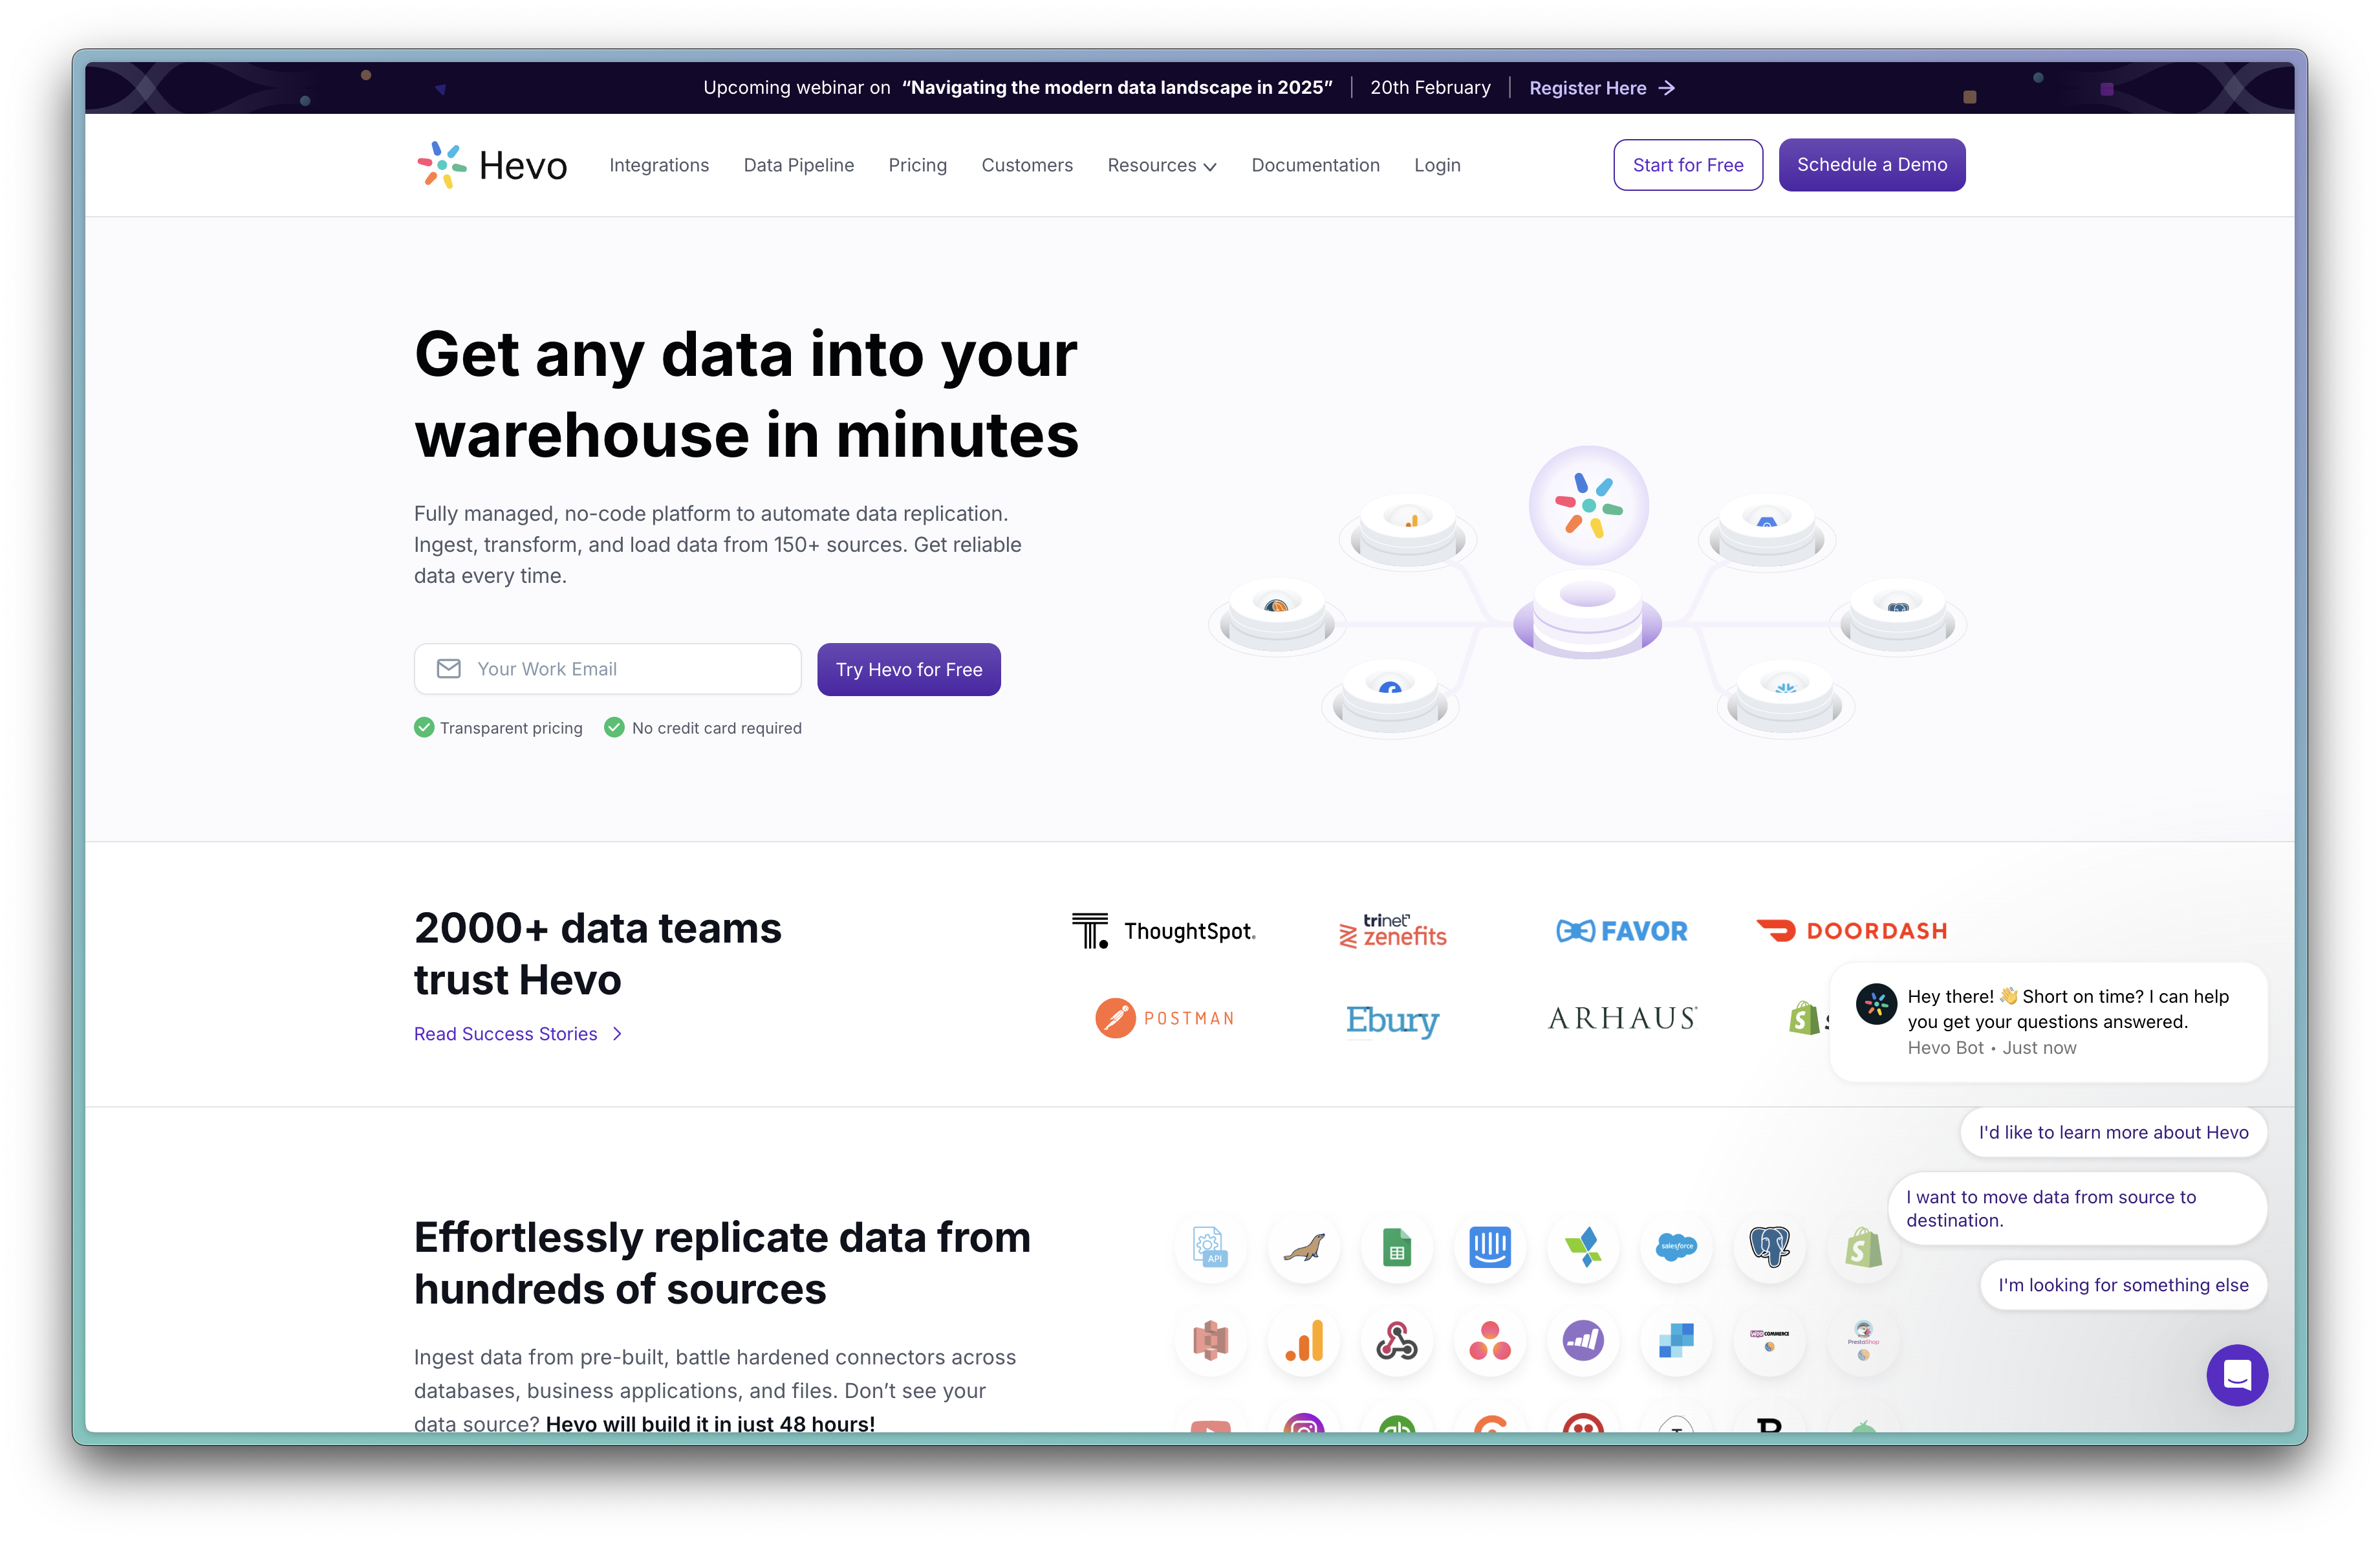 Upcoming webinar on “Navigating the modern data landscape in 2025” | 20th February | Register Here →
Hevo
Integrations
Data Pipeline
Pricing
Customers
Resources
Documentation
Login
Start for Free
Schedule a Demo
Get any data into your
warehouse in minutes
Fully managed, no-code platform to automate data replication.
Ingest, transform, and load data from 150+ sources. Get reliable
data every time.
Your Work Email
Try Hevo for Free
Transparent pricing
No credit card required
2000+ data teams
trust Hevo
Read Success Stories
ThoughtSpot.
trinet
zenefits
FAVOR
DOORDASH
POSTMAN
Ebury
ARHAUS
Hey there! 👋 Short on time? I can help
you get your questions answered.
Hevo Bot • Just now
I'd like to learn more about Hevo
I want to move data from source to
destination.
I'm looking for something else
Effortlessly replicate data from
hundreds of sources
Ingest data from pre-built, battle hardened connectors across
databases, business applications, and files. Don’t see your
data source? Hevo will build it in just 48 hours!
API
salesforce
WOO COMMERCE
PrestaShop